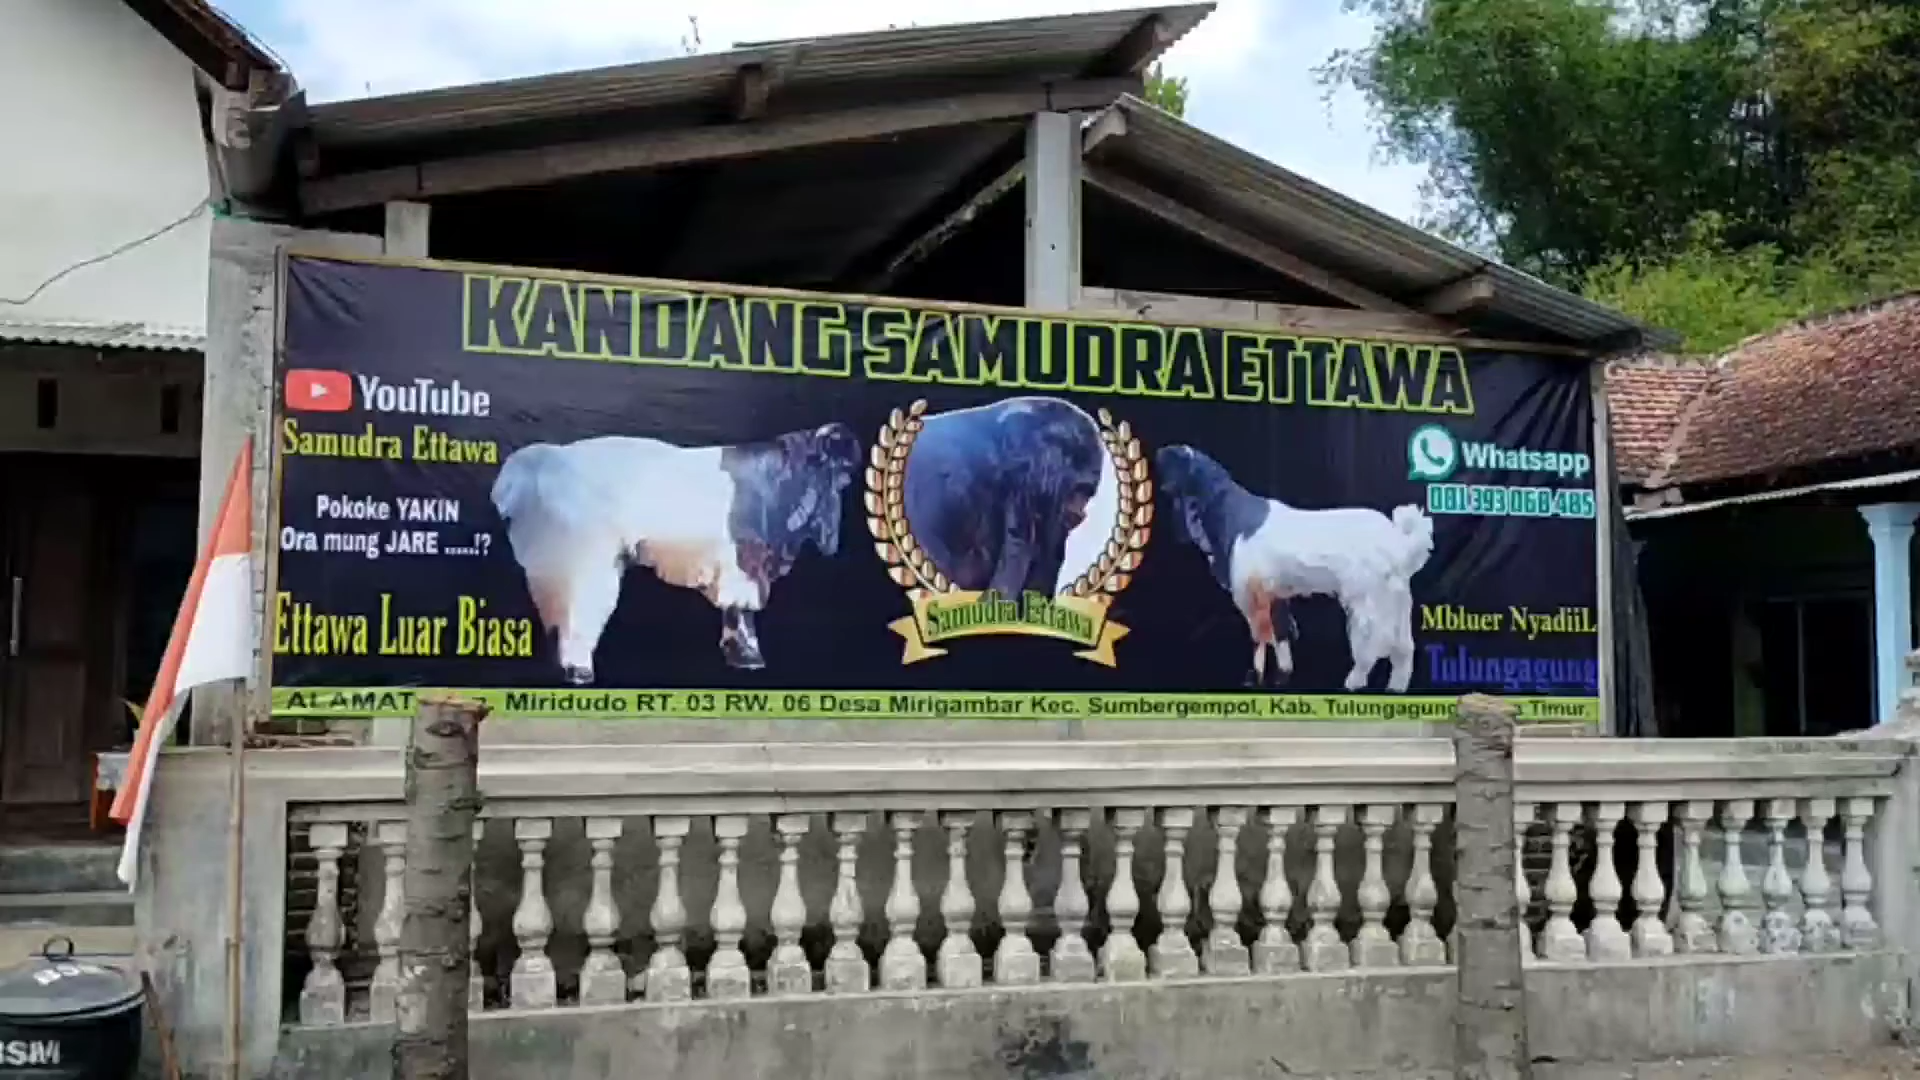 KANDANG SAMUDRA ETTAWA
YouTube
Samudra Ettawa
Pokoke YAKIN
Ora mung JARE .....!?
Ettawa Luar Biasa
Samudra Ettawa
Whatsapp
081 393 068 485
Mbluer NyadiiL
Tulungagung
ALAMAT
Miridudo RT. 03 RW. 06 Desa Mirigambar Kec. Sumbergempol, Kab. Tulungagung
Timur,